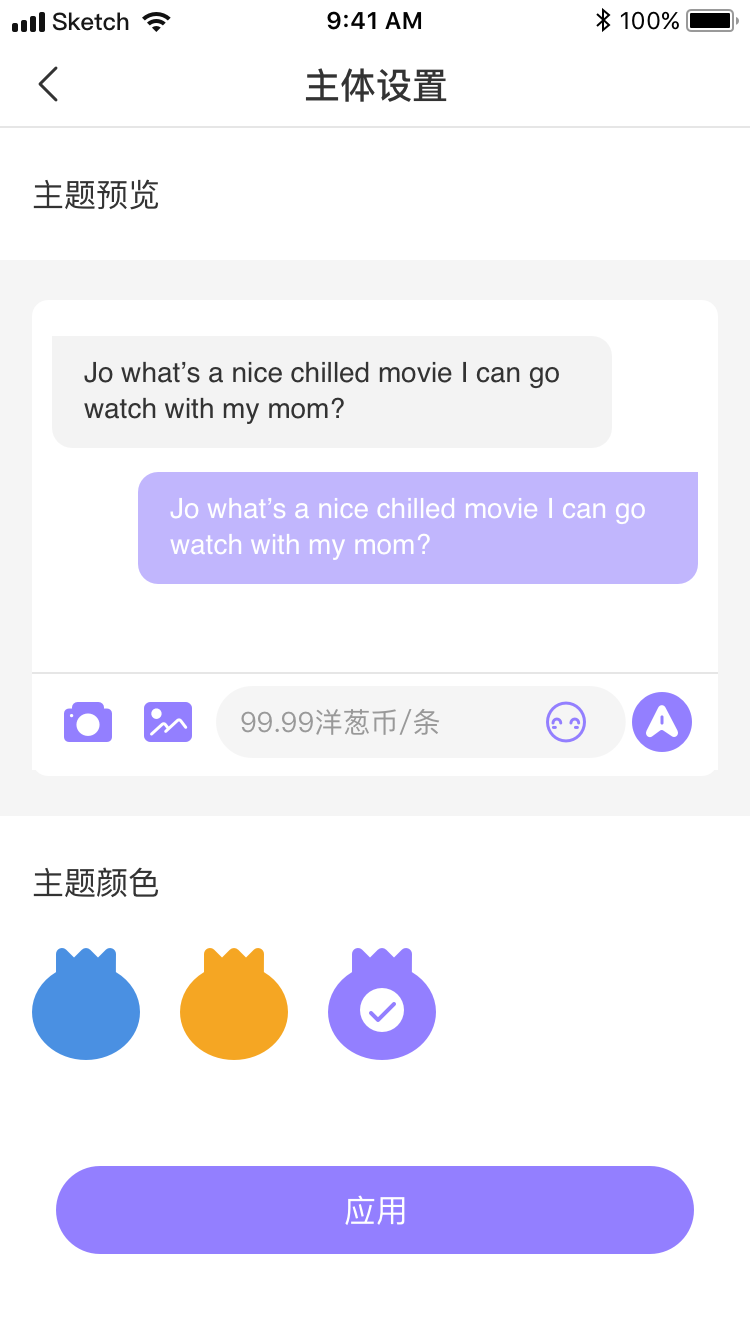 Sketch 9:41 AM 100%
主体设置
主题预览
Jo what’s a nice chilled movie I can go
watch with my mom?
Jo what’s a nice chilled movie I can go
watch with my mom?
99.99洋葱币/条
主题颜色
应用